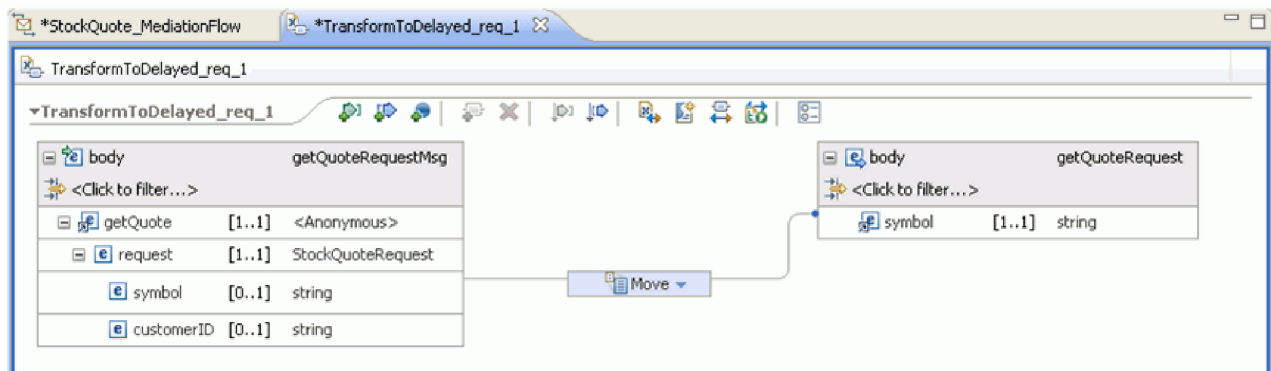 *StockQuote_MediationFlow *TransformToDelayed_req_1
TransformToDelayed_req_1
TransformToDelayed_req_1
body getQuoteRequestMsg body getQuoteRequest
<Click to filter...> <Click to filter...>
getQuote [1..1] <Anonymous> symbol [1..1] string
request [1..1] StockQuoteRequest
Move
symbol [0..1] string
customerID [0..1] string